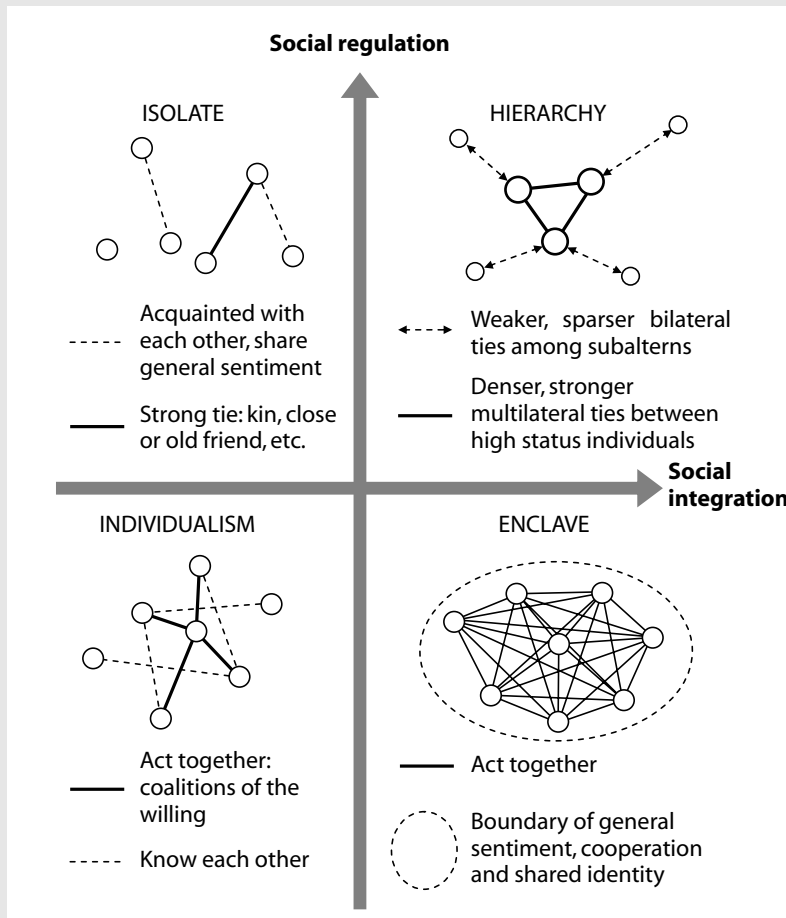 Social regulation
ISOLATE
Acquainted with
each other, share
general sentiment
Strong tie: kin, close
or old friend, etc.
HIERARCHY
Weaker, sparser bilateral
ties among subalterns
Denser, stronger
multilateral ties between
high status individuals
Social
integration
INDIVIDUALISM
Act together:
coalitions of the
willing
Know each other
ENCLAVE
Act together
Boundary of general
sentiment, cooperation
and shared identity